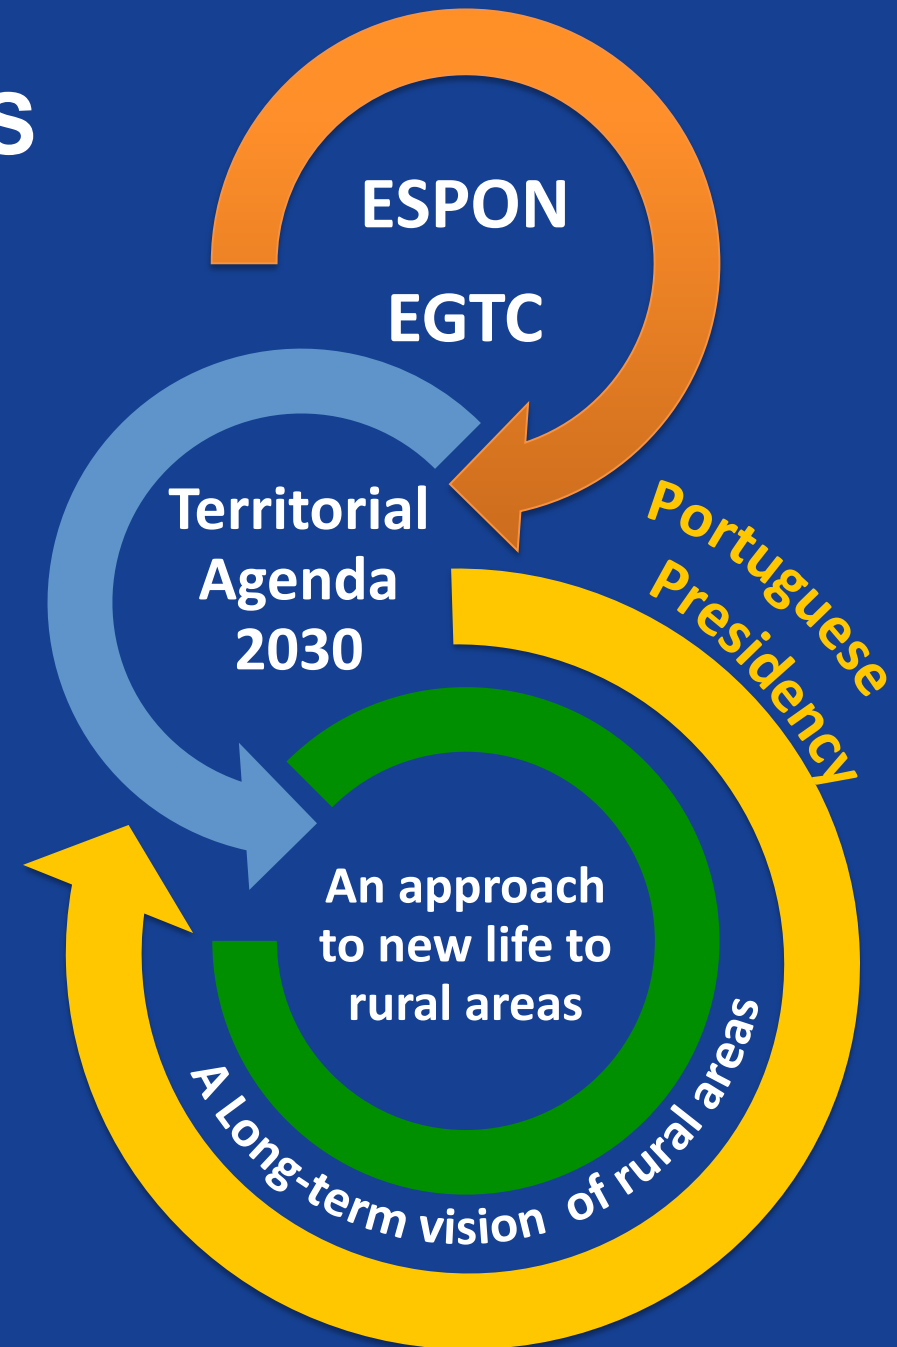 s
ESPON
EGTC
Territorial
Agenda
2030
Portuguese
Presidency
An approach
to new life to
rural areas
A Long-term vision of rural areas